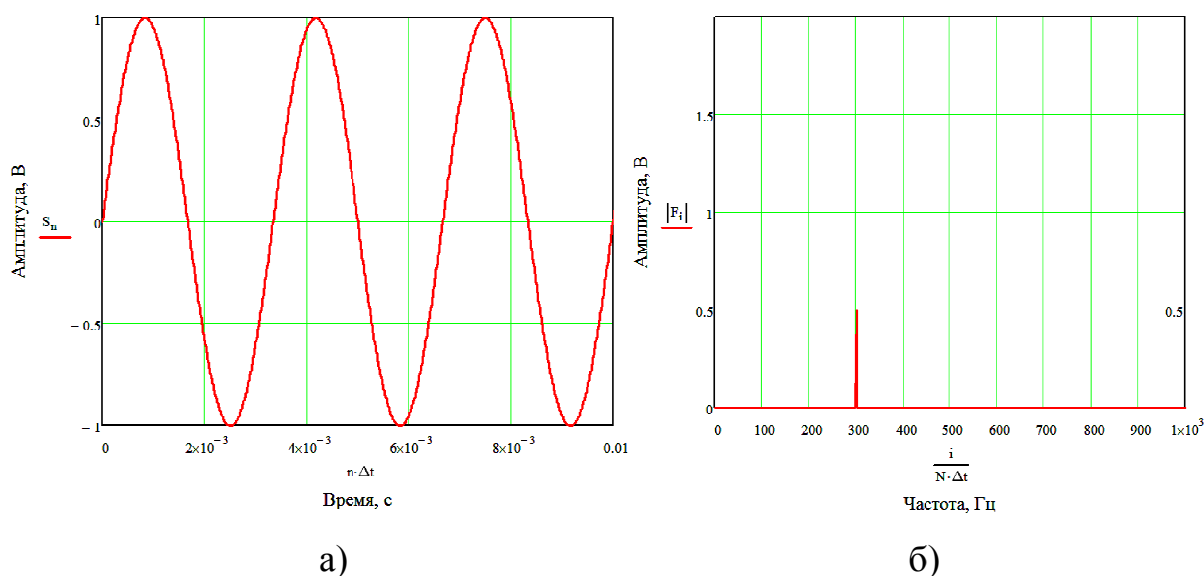 1
0.5
0
−0.5
−1
Амплитуда, В
Sn
0
2×10⁻³
4×10⁻³
6×10⁻³
8×10⁻³
0.01
n·Δt
Время, с
а)
1.5
1
0.5
0
Амплитуда, В
|Fi|
0.5
0
100
200
300
400
500
600
700
800
900
1×10³
i
N·Δt
Частота, Гц
б)